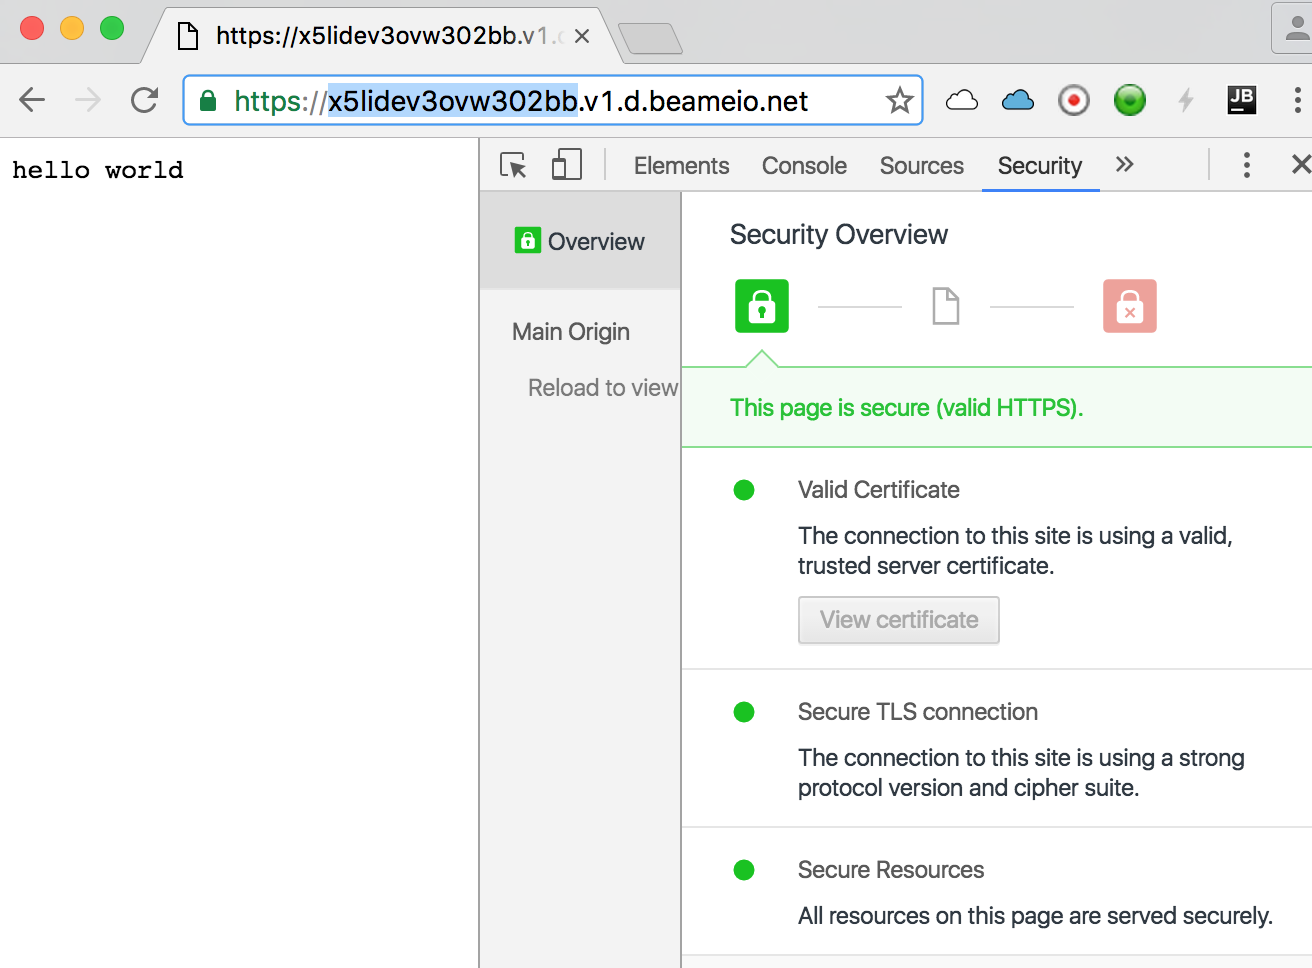 https://x5lidev3ovw302bb.v1.d
https://x5lidev3ovw302bb.v1.d.beameio.net
JB
hello world
Elements Console Sources Security
Overview
Main Origin
Reload to view
Security Overview
This page is secure (valid HTTPS).
Valid Certificate
The connection to this site is using a valid,
trusted server certificate.
View certificate
Secure TLS connection
The connection to this site is using a strong
protocol version and cipher suite.
Secure Resources
All resources on this page are served securely.